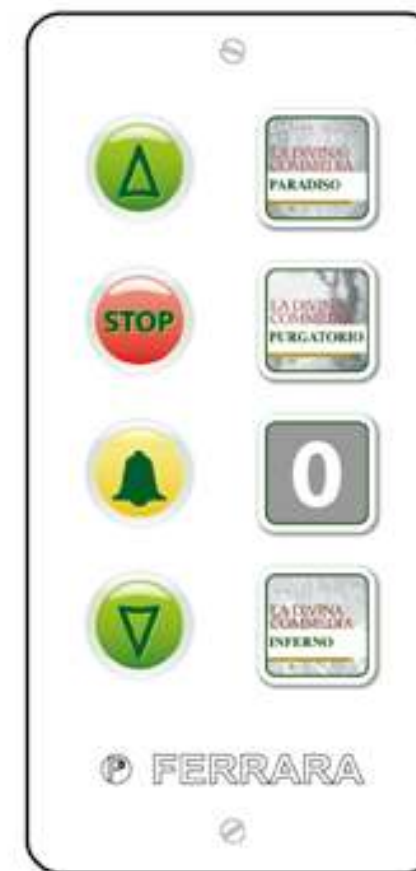 LA DIVINA
COMMEDIA
PARADISO
STOP
LA DIVINA
COMMEDIA
PURGATORIO
0
LA DIVINA
COMMEDIA
INFERNO
P FERRARA